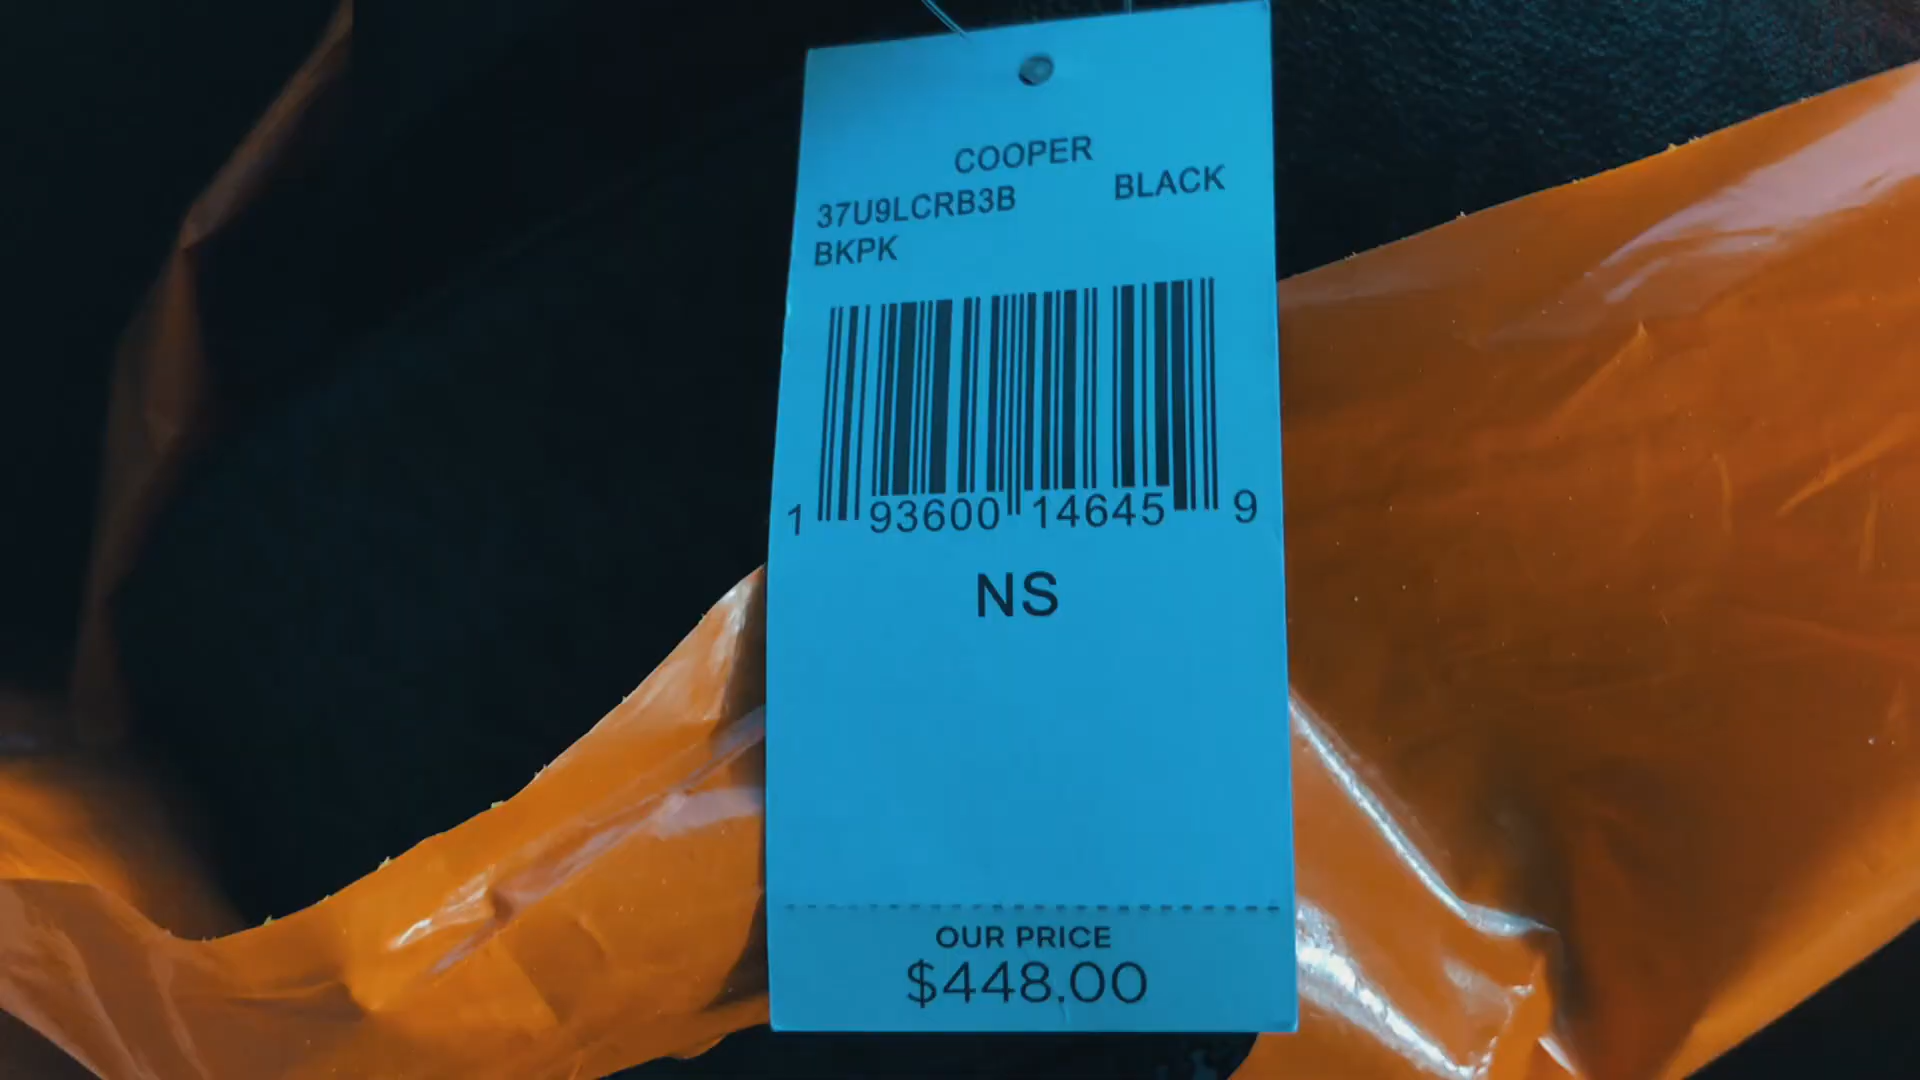 COOPER
37U9LCRB3B BLACK
BKPK
1 93600 14645 9
NS
OUR PRICE
$448.00